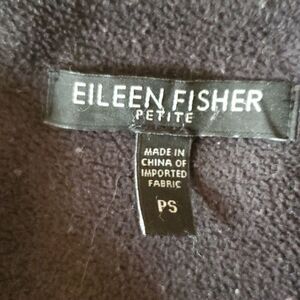 EILEEN FISHER
PETITE
MADE IN
CHINA OF
IMPORTED
FABRIC
PS